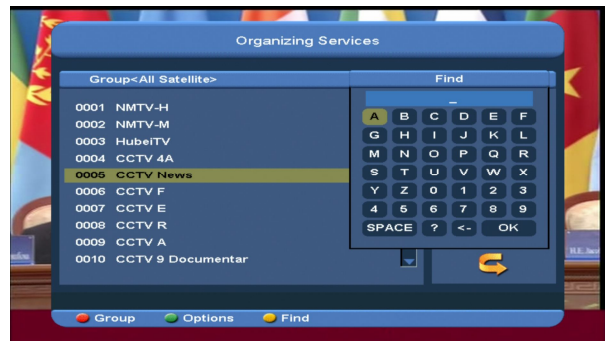 Organizing Services
Group<All Satellite>
0001 NMTV-H
0002 NMTV-M
0003 HubeiTV
0004 CCTV 4A
0005 CCTV News
0006 CCTV F
0007 CCTV E
0008 CCTV R
0009 CCTV A
0010 CCTV 9 Documentar
Find
_
A B C D E F
G H I J K L
M N O P Q R
S T U V W X
Y Z 0 1 2 3
4 5 6 7 8 9
SPACE ? <- OK
Group Options Find